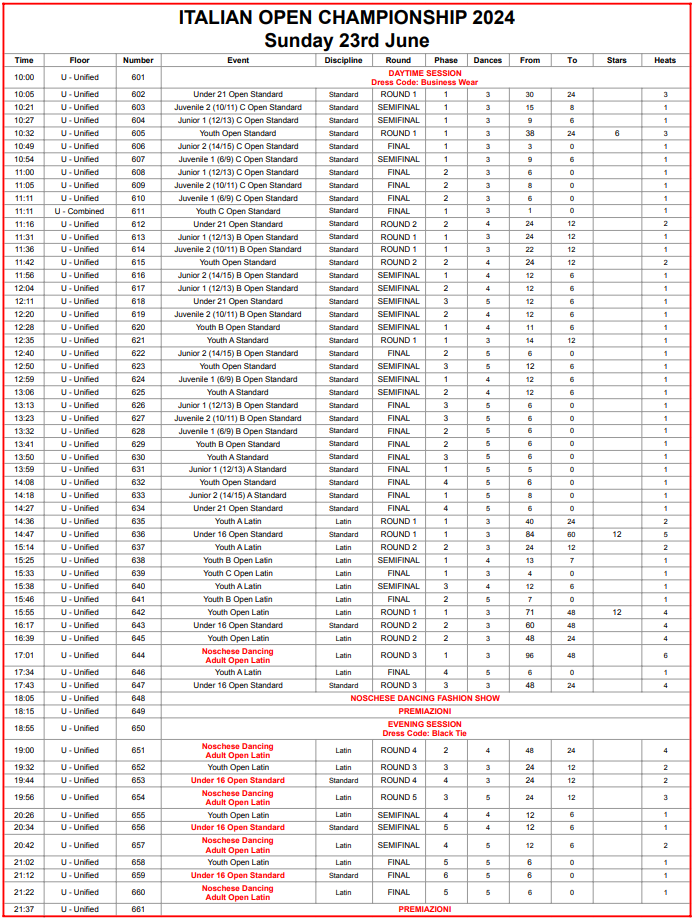 ITALIAN OPEN CHAMPIONSHIP 2024
Sunday 23rd June
Time Floor Number Event Discipline Round Phase Dances From To Stars Heats
10:00 U - Unified 601 DAYTIME SESSION
Dress Code: Business Wear
10:05 U - Unified 602 Under 21 Open Standard Standard ROUND 1 1 3 30 24 3
10:21 U - Unified 603 Juvenile 2 (10/11) C Open Standard Standard SEMIFINAL 1 3 15 8 1
10:27 U - Unified 604 Junior 1 (12/13) C Open Standard Standard SEMIFINAL 1 3 9 6 1
10:32 U - Unified 605 Youth Open Standard Standard ROUND 1 1 3 38 24 6 3
10:49 U - Unified 606 Junior 2 (14/15) C Open Standard Standard FINAL 1 3 3 0 1
10:54 U - Unified 607 Juvenile 1 (6/9) C Open Standard Standard SEMIFINAL 1 3 9 6 1
11:00 U - Unified 608 Junior 1 (12/13) C Open Standard Standard FINAL 2 3 6 0 1
11:05 U - Unified 609 Juvenile 2 (10/11) C Open Standard Standard FINAL 2 3 8 0 1
11:11 U - Unified 610 Juvenile 1 (6/9) C Open Standard Standard FINAL 2 3 6 0 1
11:11 U - Combined 611 Youth C Open Standard Standard FINAL 1 3 1 0 1
11:16 U - Unified 612 Under 21 Open Standard Standard ROUND 2 2 4 24 12 2
11:31 U - Unified 613 Junior 1 (12/13) B Open Standard Standard ROUND 1 1 3 24 12 1
11:36 U - Unified 614 Juvenile 2 (10/11) B Open Standard Standard ROUND 1 1 3 22 12 1
11:42 U - Unified 615 Youth Open Standard Standard ROUND 2 2 4 24 12 2
11:56 U - Unified 616 Junior 2 (14/15) B Open Standard Standard SEMIFINAL 1 4 12 6 1
12:04 U - Unified 617 Junior 1 (12/13) B Open Standard Standard SEMIFINAL 2 4 12 6 1
12:11 U - Unified 618 Under 21 Open Standard Standard SEMIFINAL 3 5 12 6 1
12:20 U - Unified 619 Juvenile 2 (10/11) B Open Standard Standard SEMIFINAL 2 4 12 6 1
12:28 U - Unified 620 Youth B Open Standard Standard SEMIFINAL 1 4 11 6 1
12:35 U - Unified 621 Youth A Standard Standard ROUND 1 1 3 14 12 1
12:40 U - Unified 622 Junior 2 (14/15) B Open Standard Standard FINAL 2 5 6 0 1
12:50 U - Unified 623 Youth Open Standard Standard SEMIFINAL 3 5 12 6 1
12:59 U - Unified 624 Juvenile 1 (6/9) B Open Standard Standard SEMIFINAL 1 4 12 6 1
13:06 U - Unified 625 Youth A Standard Standard SEMIFINAL 2 4 12 6 1
13:13 U - Unified 626 Junior 1 (12/13) B Open Standard Standard FINAL 3 5 6 0 1
13:23 U - Unified 627 Juvenile 2 (10/11) B Open Standard Standard FINAL 3 5 6 0 1
13:32 U - Unified 628 Juvenile 1 (6/9) B Open Standard Standard FINAL 2 5 6 0 1
13:41 U - Unified 629 Youth B Open Standard Standard FINAL 2 5 6 0 1
13:50 U - Unified 630 Youth A Standard Standard FINAL 3 5 6 0 1
13:59 U - Unified 631 Junior 1 (12/13) A Standard Standard FINAL 1 5 5 0 1
14:08 U - Unified 632 Youth Open Standard Standard FINAL 4 5 6 0 1
14:18 U - Unified 633 Junior 2 (14/15) A Standard Standard FINAL 1 5 8 0 1
14:27 U - Unified 634 Under 21 Open Standard Standard FINAL 4 5 6 0 1
14:36 U - Unified 635 Youth A Latin Latin ROUND 1 1 3 40 24 2
14:47 U - Unified 636 Under 16 Open Standard Standard ROUND 1 1 3 84 60 12 5
15:14 U - Unified 637 Youth A Latin Latin ROUND 2 2 3 24 12 2
15:25 U - Unified 638 Youth B Open Latin Latin SEMIFINAL 1 4 13 7 1
15:33 U - Unified 639 Youth C Open Latin Latin FINAL 1 3 4 0 1
15:38 U - Unified 640 Youth A Latin Latin SEMIFINAL 3 4 12 6 1
15:46 U - Unified 641 Youth B Open Latin Latin FINAL 2 5 7 0 1
15:55 U - Unified 642 Youth Open Latin Latin ROUND 1 1 3 71 48 12 4
16:17 U - Unified 643 Under 16 Open Standard Standard ROUND 2 2 3 60 48 4
16:39 U - Unified 645 Youth Open Latin Latin ROUND 2 2 3 48 24 4
17:01 U - Unified 644 Noschese Dancing
Adult Open Latin Latin ROUND 3 1 3 96 48 6
17:34 U - Unified 646 Youth A Latin Latin FINAL 4 5 6 0 1
17:43 U - Unified 647 Under 16 Open Standard Standard ROUND 3 3 3 48 24 4
18:05 U - Unified 648 NOSCHESE DANCING FASHION SHOW
18:15 U - Unified 649 PREMIAZIONI
18:55 U - Unified 650 EVENING SESSION
Dress Code: Black Tie
19:00 U - Unified 651 Noschese Dancing
Adult Open Latin Latin ROUND 4 2 4 48 24 4
19:32 U - Unified 652 Youth Open Latin Latin ROUND 3 3 3 24 12 2
19:44 U - Unified 653 Under 16 Open Standard Standard ROUND 4 4 3 24 12 2
19:56 U - Unified 654 Noschese Dancing
Adult Open Latin Latin ROUND 5 3 5 24 12 3
20:26 U - Unified 655 Youth Open Latin Latin SEMIFINAL 4 4 12 6 1
20:34 U - Unified 656 Under 16 Open Standard Standard SEMIFINAL 5 4 12 6 1
20:42 U - Unified 657 Noschese Dancing
Adult Open Latin Latin SEMIFINAL 4 5 12 6 2
21:02 U - Unified 658 Youth Open Latin Latin FINAL 5 5 6 0 1
21:12 U - Unified 659 Under 16 Open Standard Standard FINAL 6 5 6 0 1
21:22 U - Unified 660 Noschese Dancing
Adult Open Latin Latin FINAL 5 5 6 0 1
21:37 U - Unified 661 PREMIAZIONI